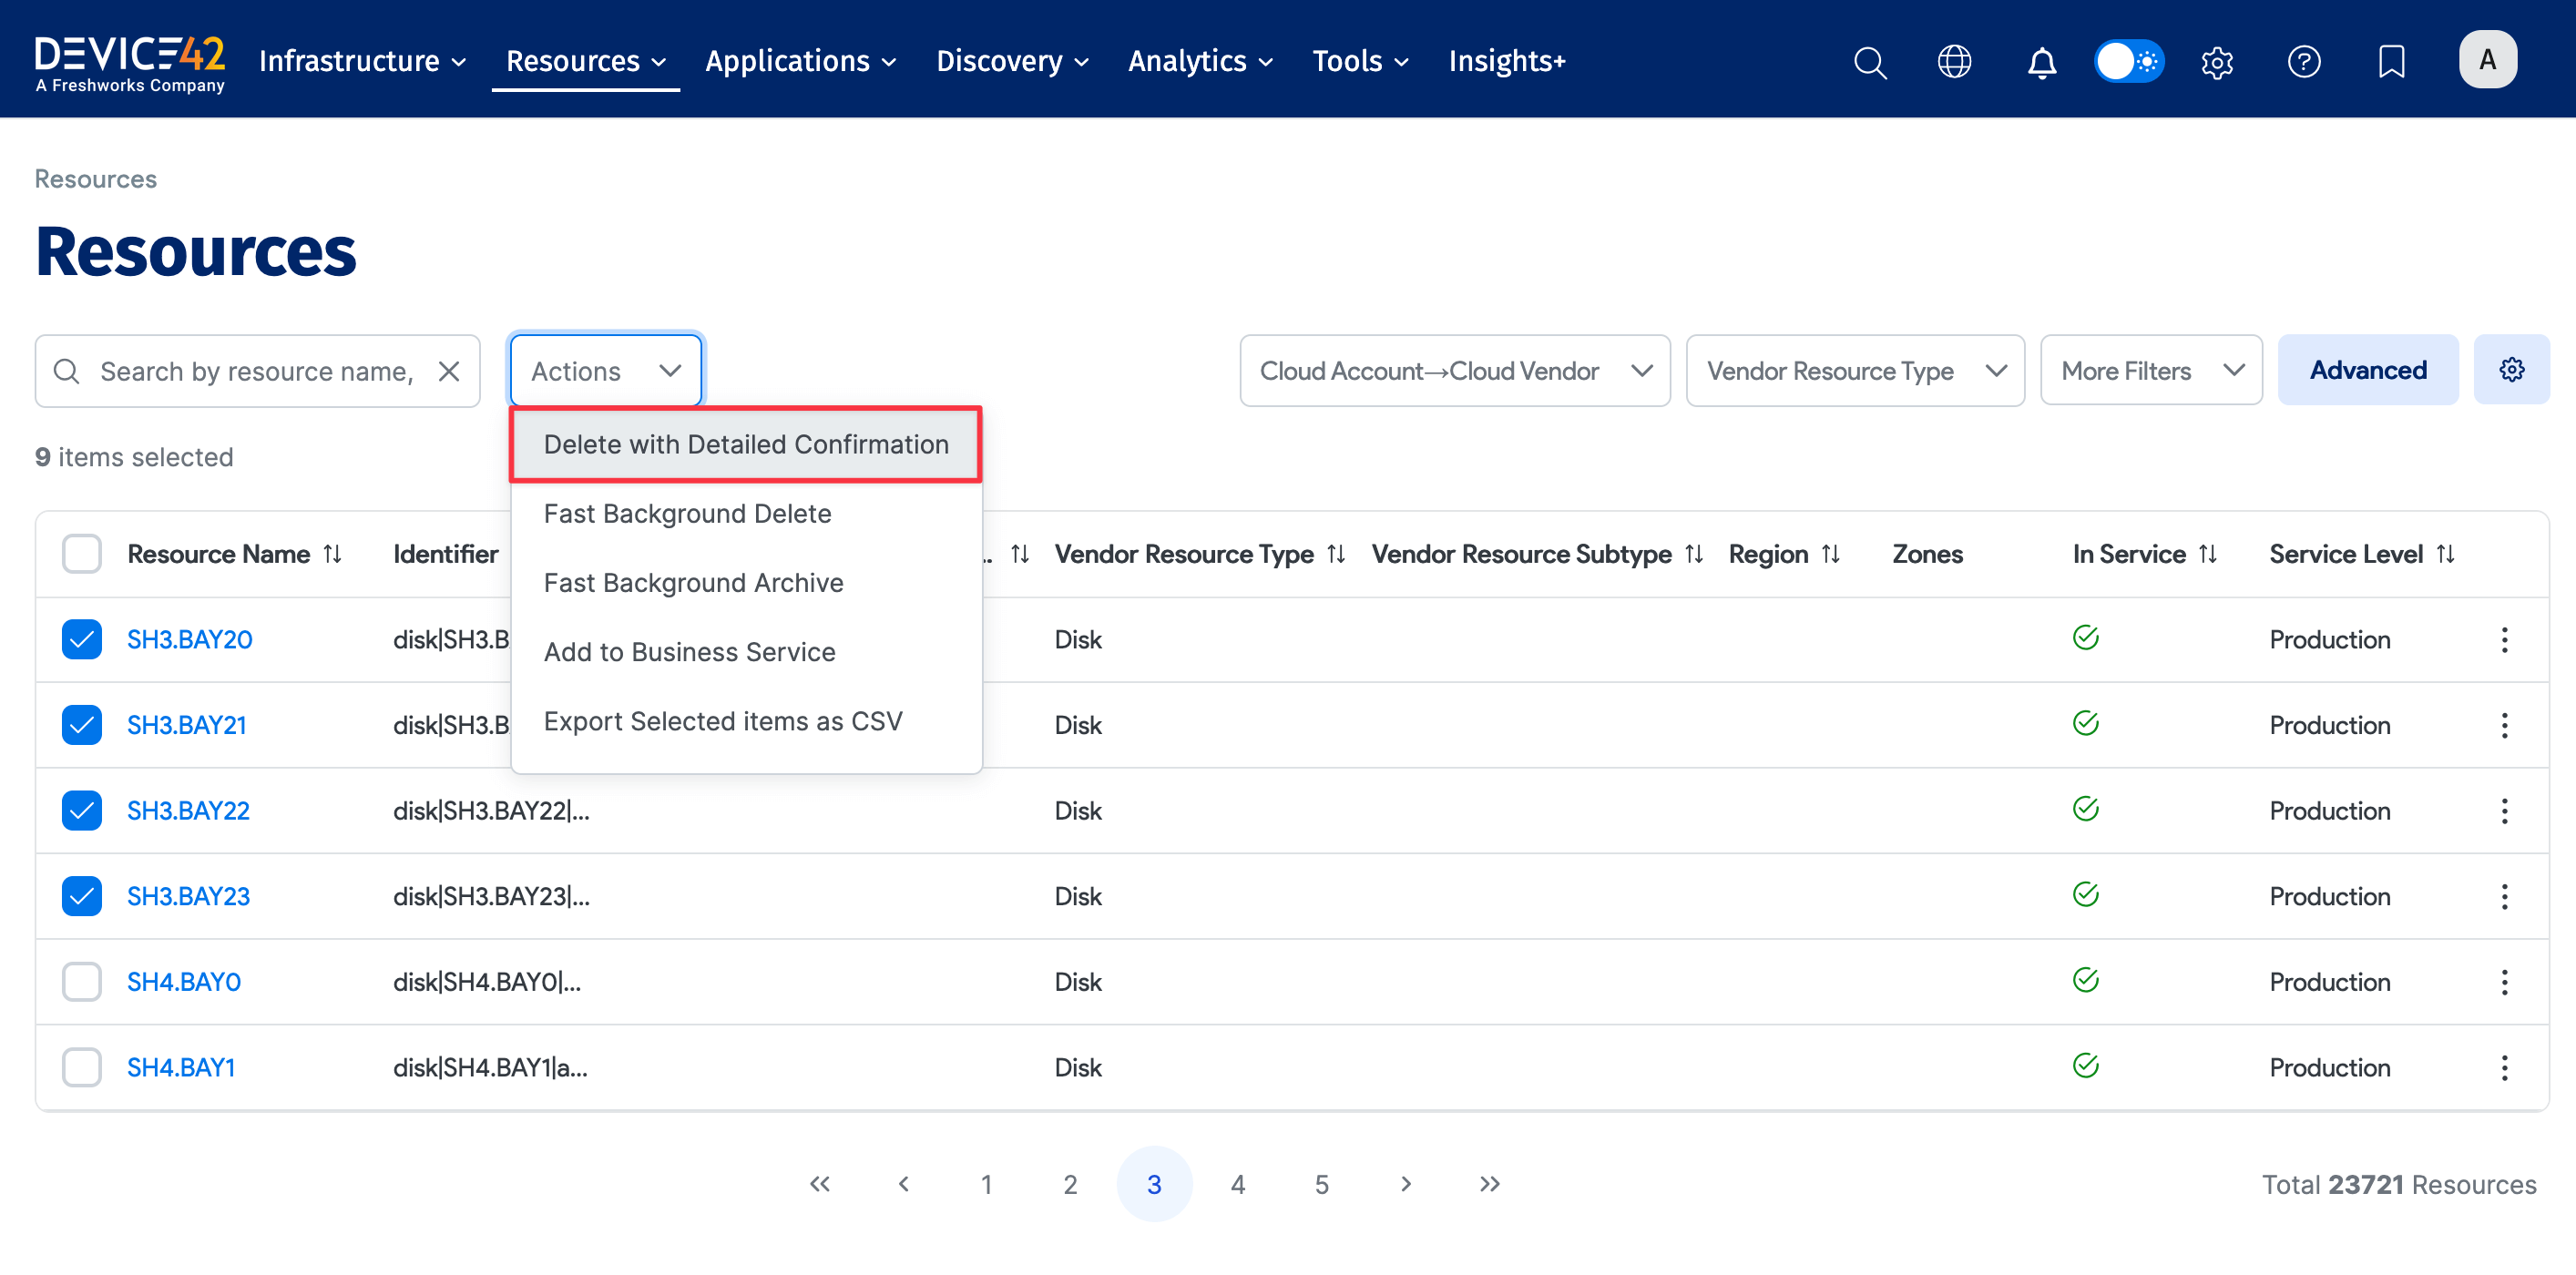 DEVICE42
A Freshworks Company
Infrastructure
Resources
Applications
Discovery
Analytics
Tools
Insights+
A
Resources
Resources
Search by resource name,
Actions
Cloud Account→Cloud Vendor
Vendor Resource Type
More Filters
Advanced
9 items selected
Delete with Detailed Confirmation
Fast Background Delete
Fast Background Archive
Add to Business Service
Export Selected items as CSV
Resource Name Identifier .. Vendor Resource Type Vendor Resource Subtype Region Zones In Service Service Level
SH3.BAY20 disk|SH3.B Disk Production
SH3.BAY21 disk|SH3.B Disk Production
SH3.BAY22 disk|SH3.BAY22|... Disk Production
SH3.BAY23 disk|SH3.BAY23|... Disk Production
SH4.BAY0 disk|SH4.BAY0|... Disk Production
SH4.BAY1 disk|SH4.BAY1|a... Disk Production
« ‹ 1 2 3 4 5 › »
Total 23721 Resources